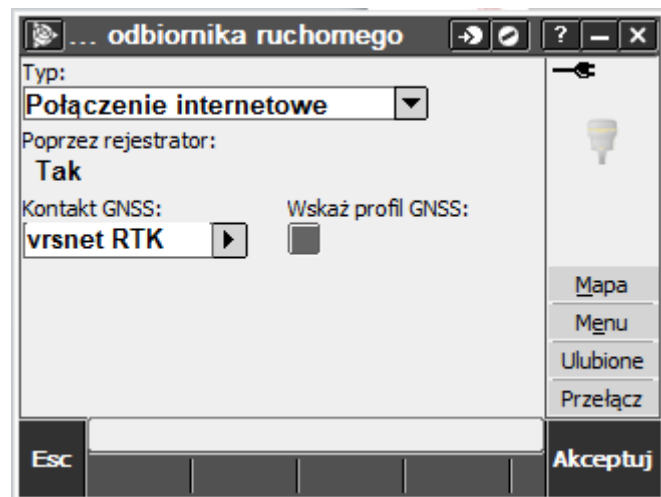 ... odbiornika ruchomego ? – x
Typ:
Połączenie internetowe
Poprzez rejestrator:
Tak
Kontakt GNSS: Wskaż profil GNSS:
vrsnet RTK
Mapa
Menu
Ulubione
Przełącz
Esc Akceptuj